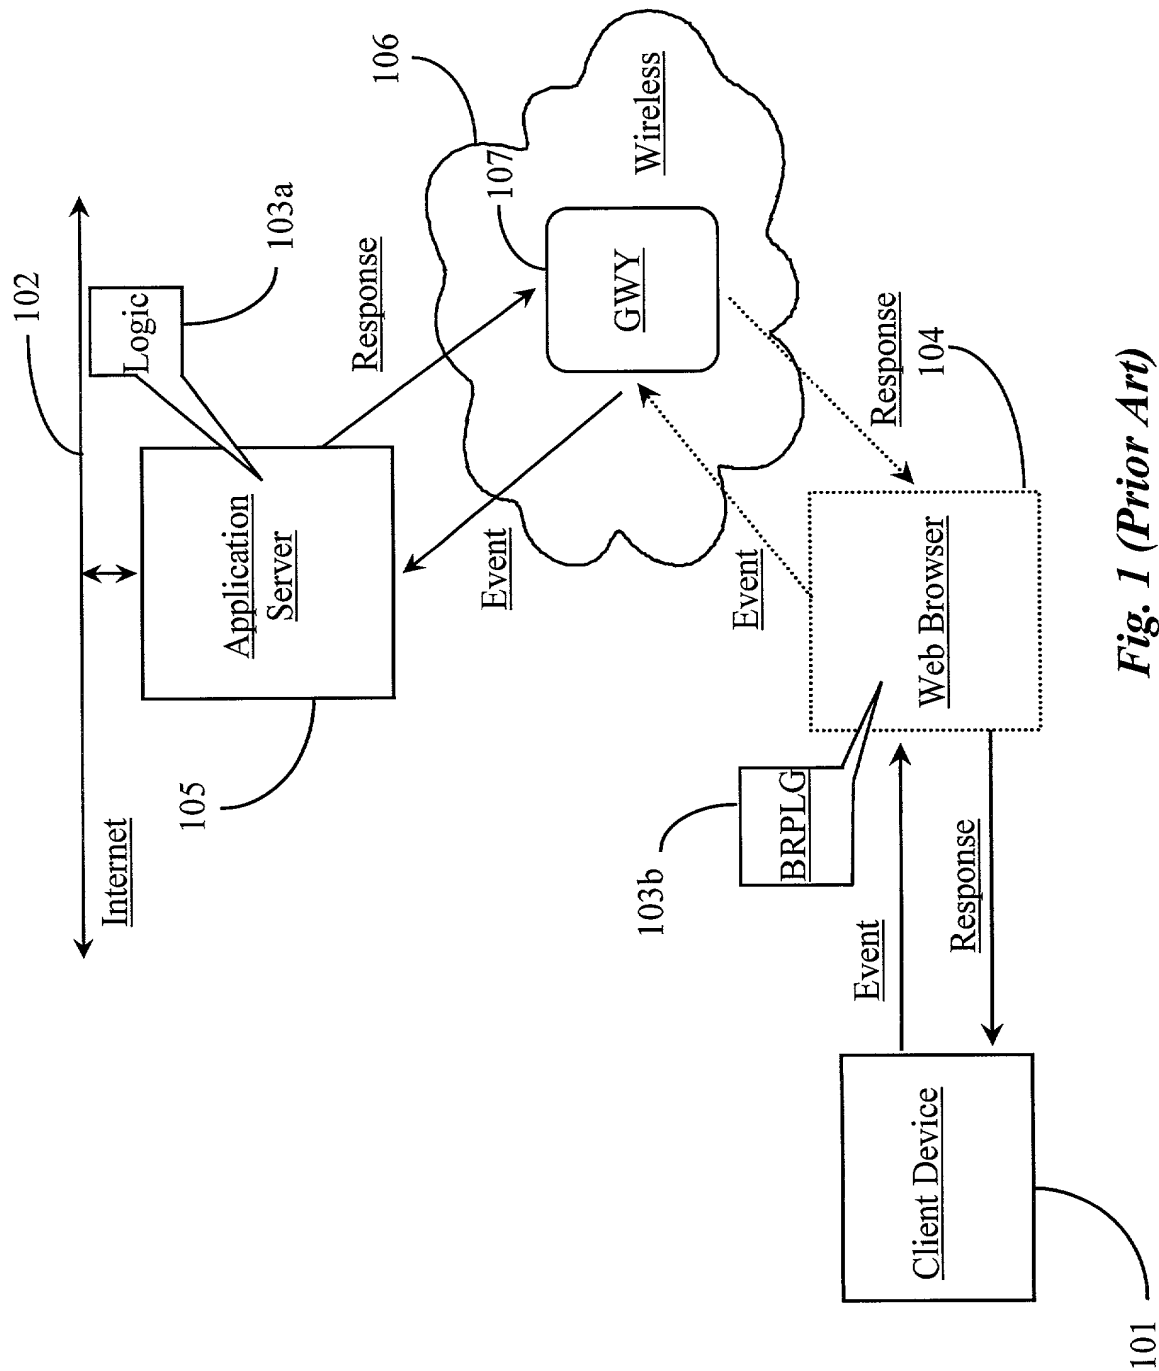 Internet
102
Logic
103a
Application
Server
105
Response
Event
106
107
GWY
Wireless
Event
Response
104
Web Browser
BRPLG
103b
Event
Response
Client Device
101
Fig. 1 (Prior Art)